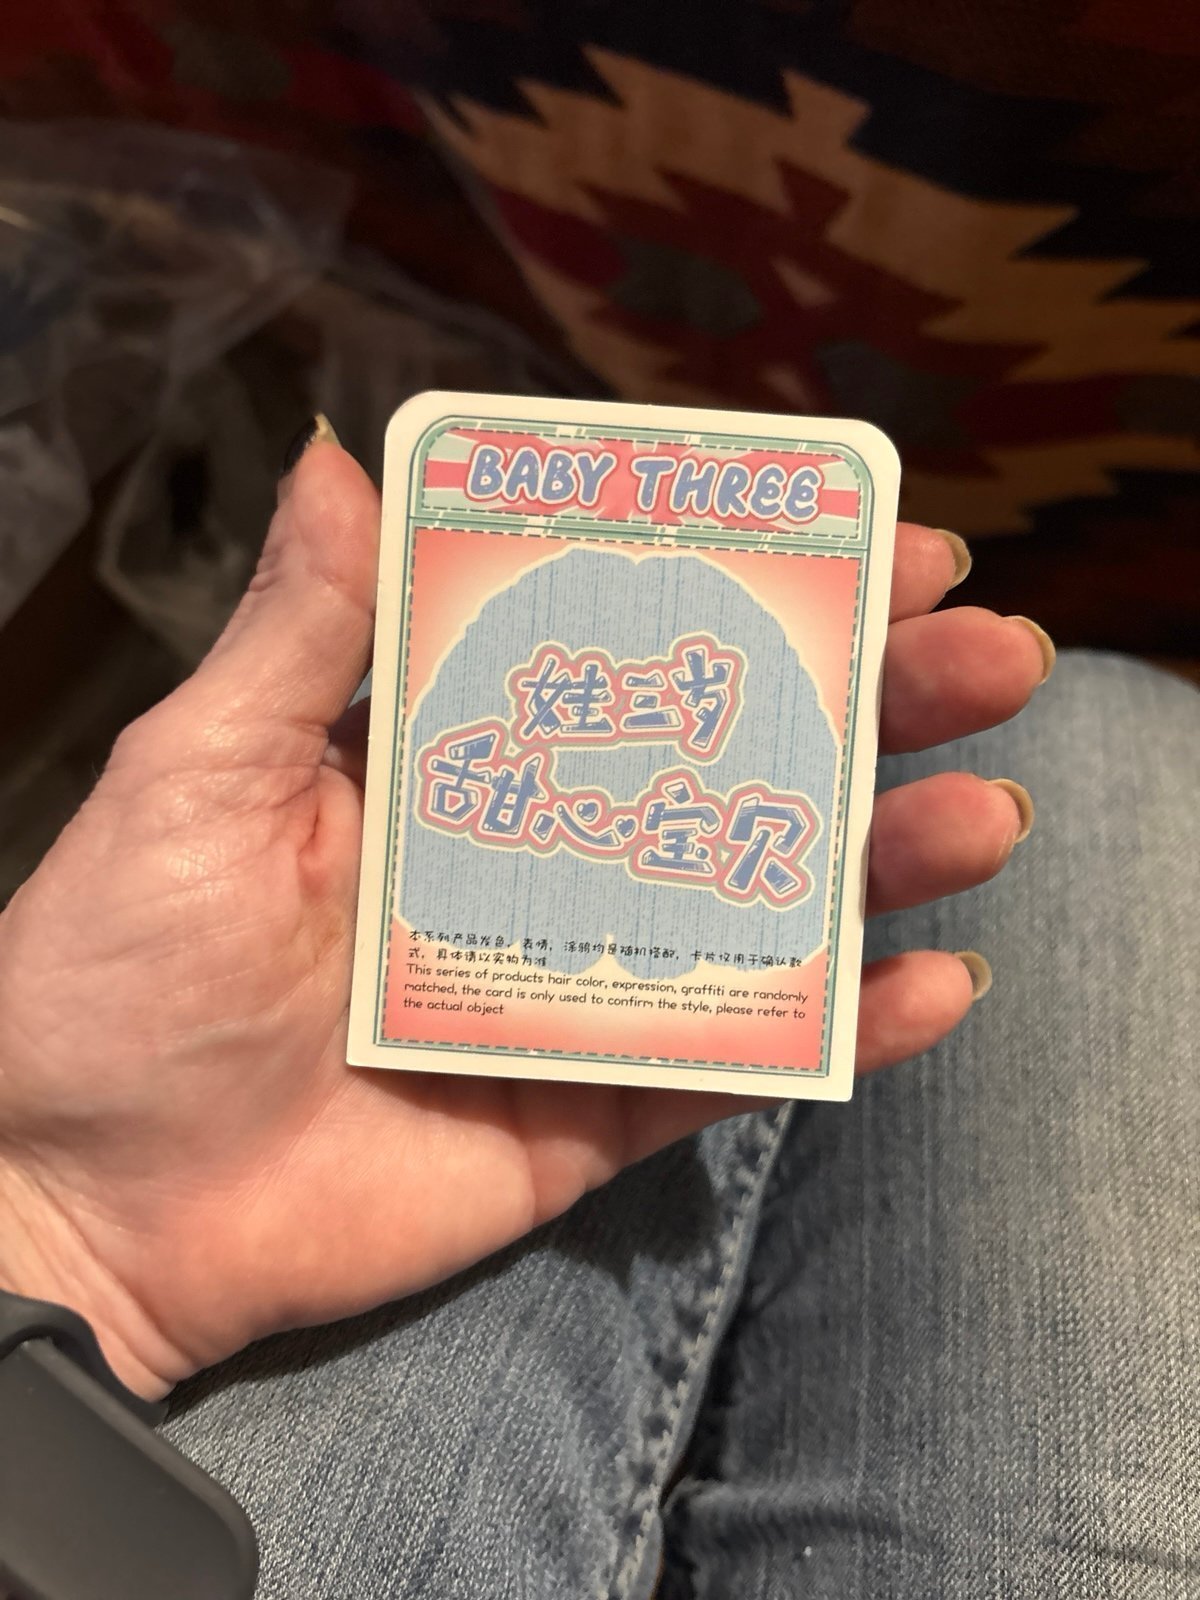 BABY THREE
娃三岁
甜心宝贝
本系列产品发色，表情，涂鸦均是随机搭配，卡片仅用于确认款
式，具体请以实物为准
This series of products hair color, expression, graffiti are randomly
matched, the card is only used to confirm the style, please refer to
the actual object